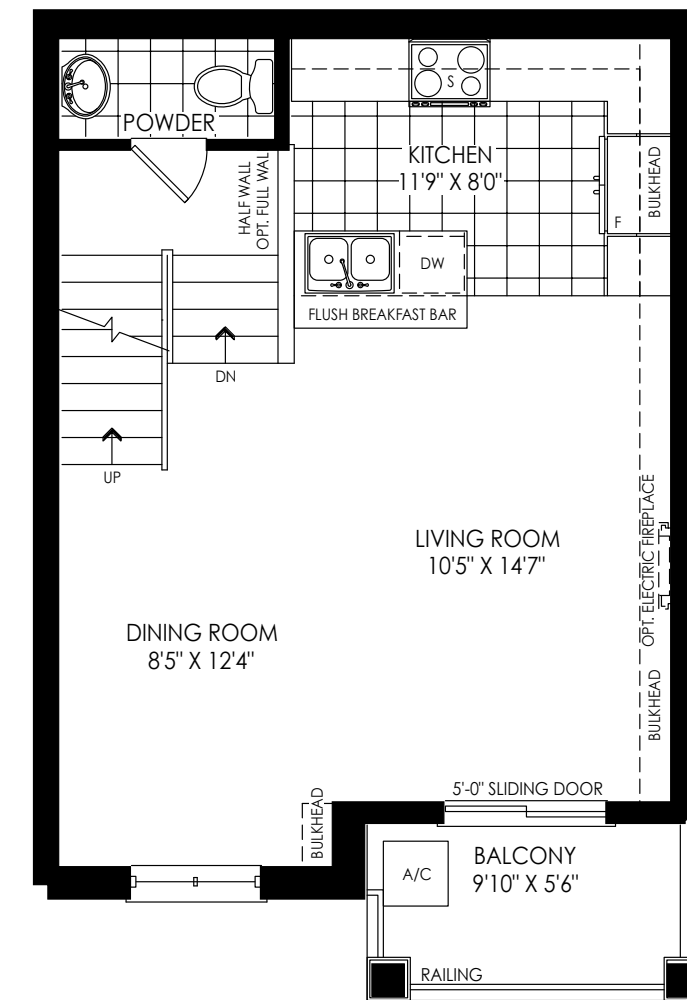 POWDER
S
KITCHEN
11'9" X 8'0"
HALF WALL
OPT. FULL WALL
BULKHEAD
F
DW
FLUSH BREAKFAST BAR
DN
UP
LIVING ROOM
10'5" X 14'7"
OPT. ELECTRIC FIREPLACE
DINING ROOM
8'5" X 12'4"
BULKHEAD
5'-0" SLIDING DOOR
BULKHEAD
BALCONY
9'10" X 5'6"
A/C
RAILING